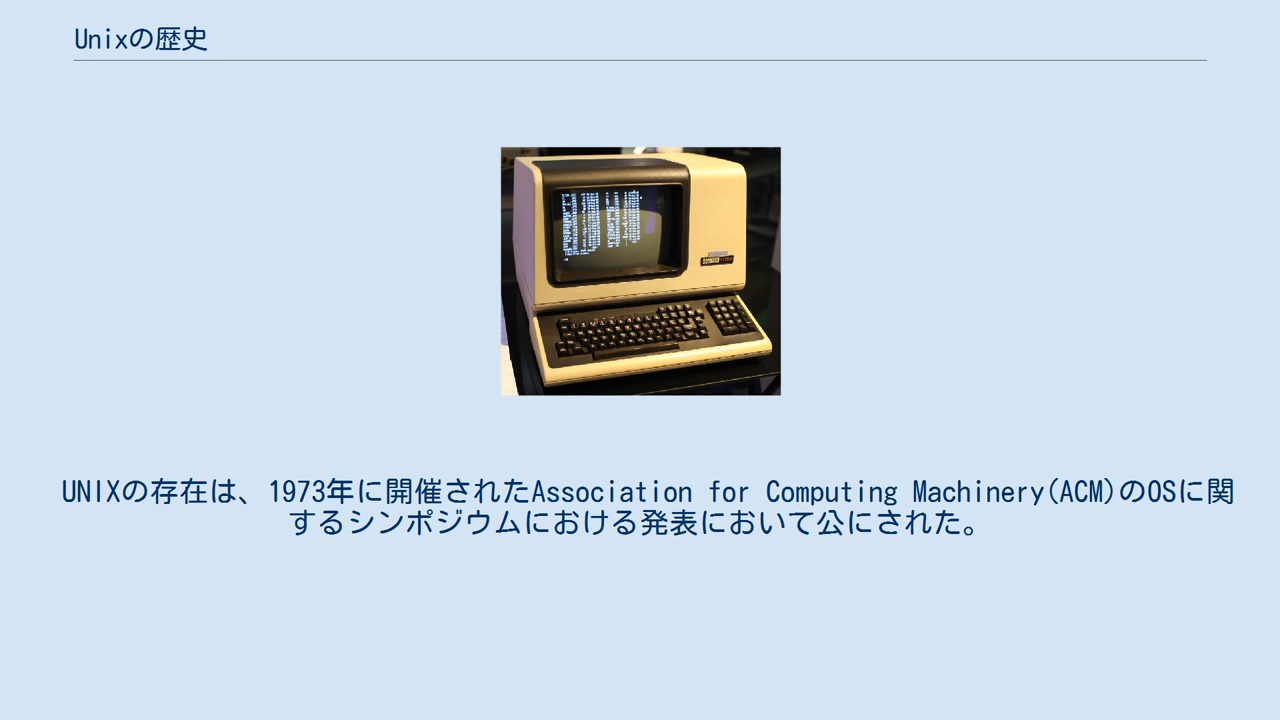 Unixの歴史
UNIXの存在は、1973年に開催されたAssociation for Computing Machinery(ACM)のOSに関
するシンポジウムにおける発表において公にされた。